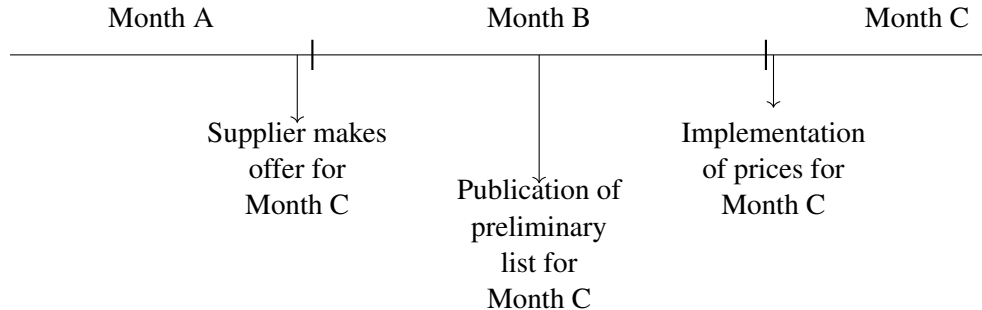 Month A
Month B
Month C
Supplier makes
offer for
Month C
Publication of
preliminary
list for
Month C
Implementation
of prices for
Month C